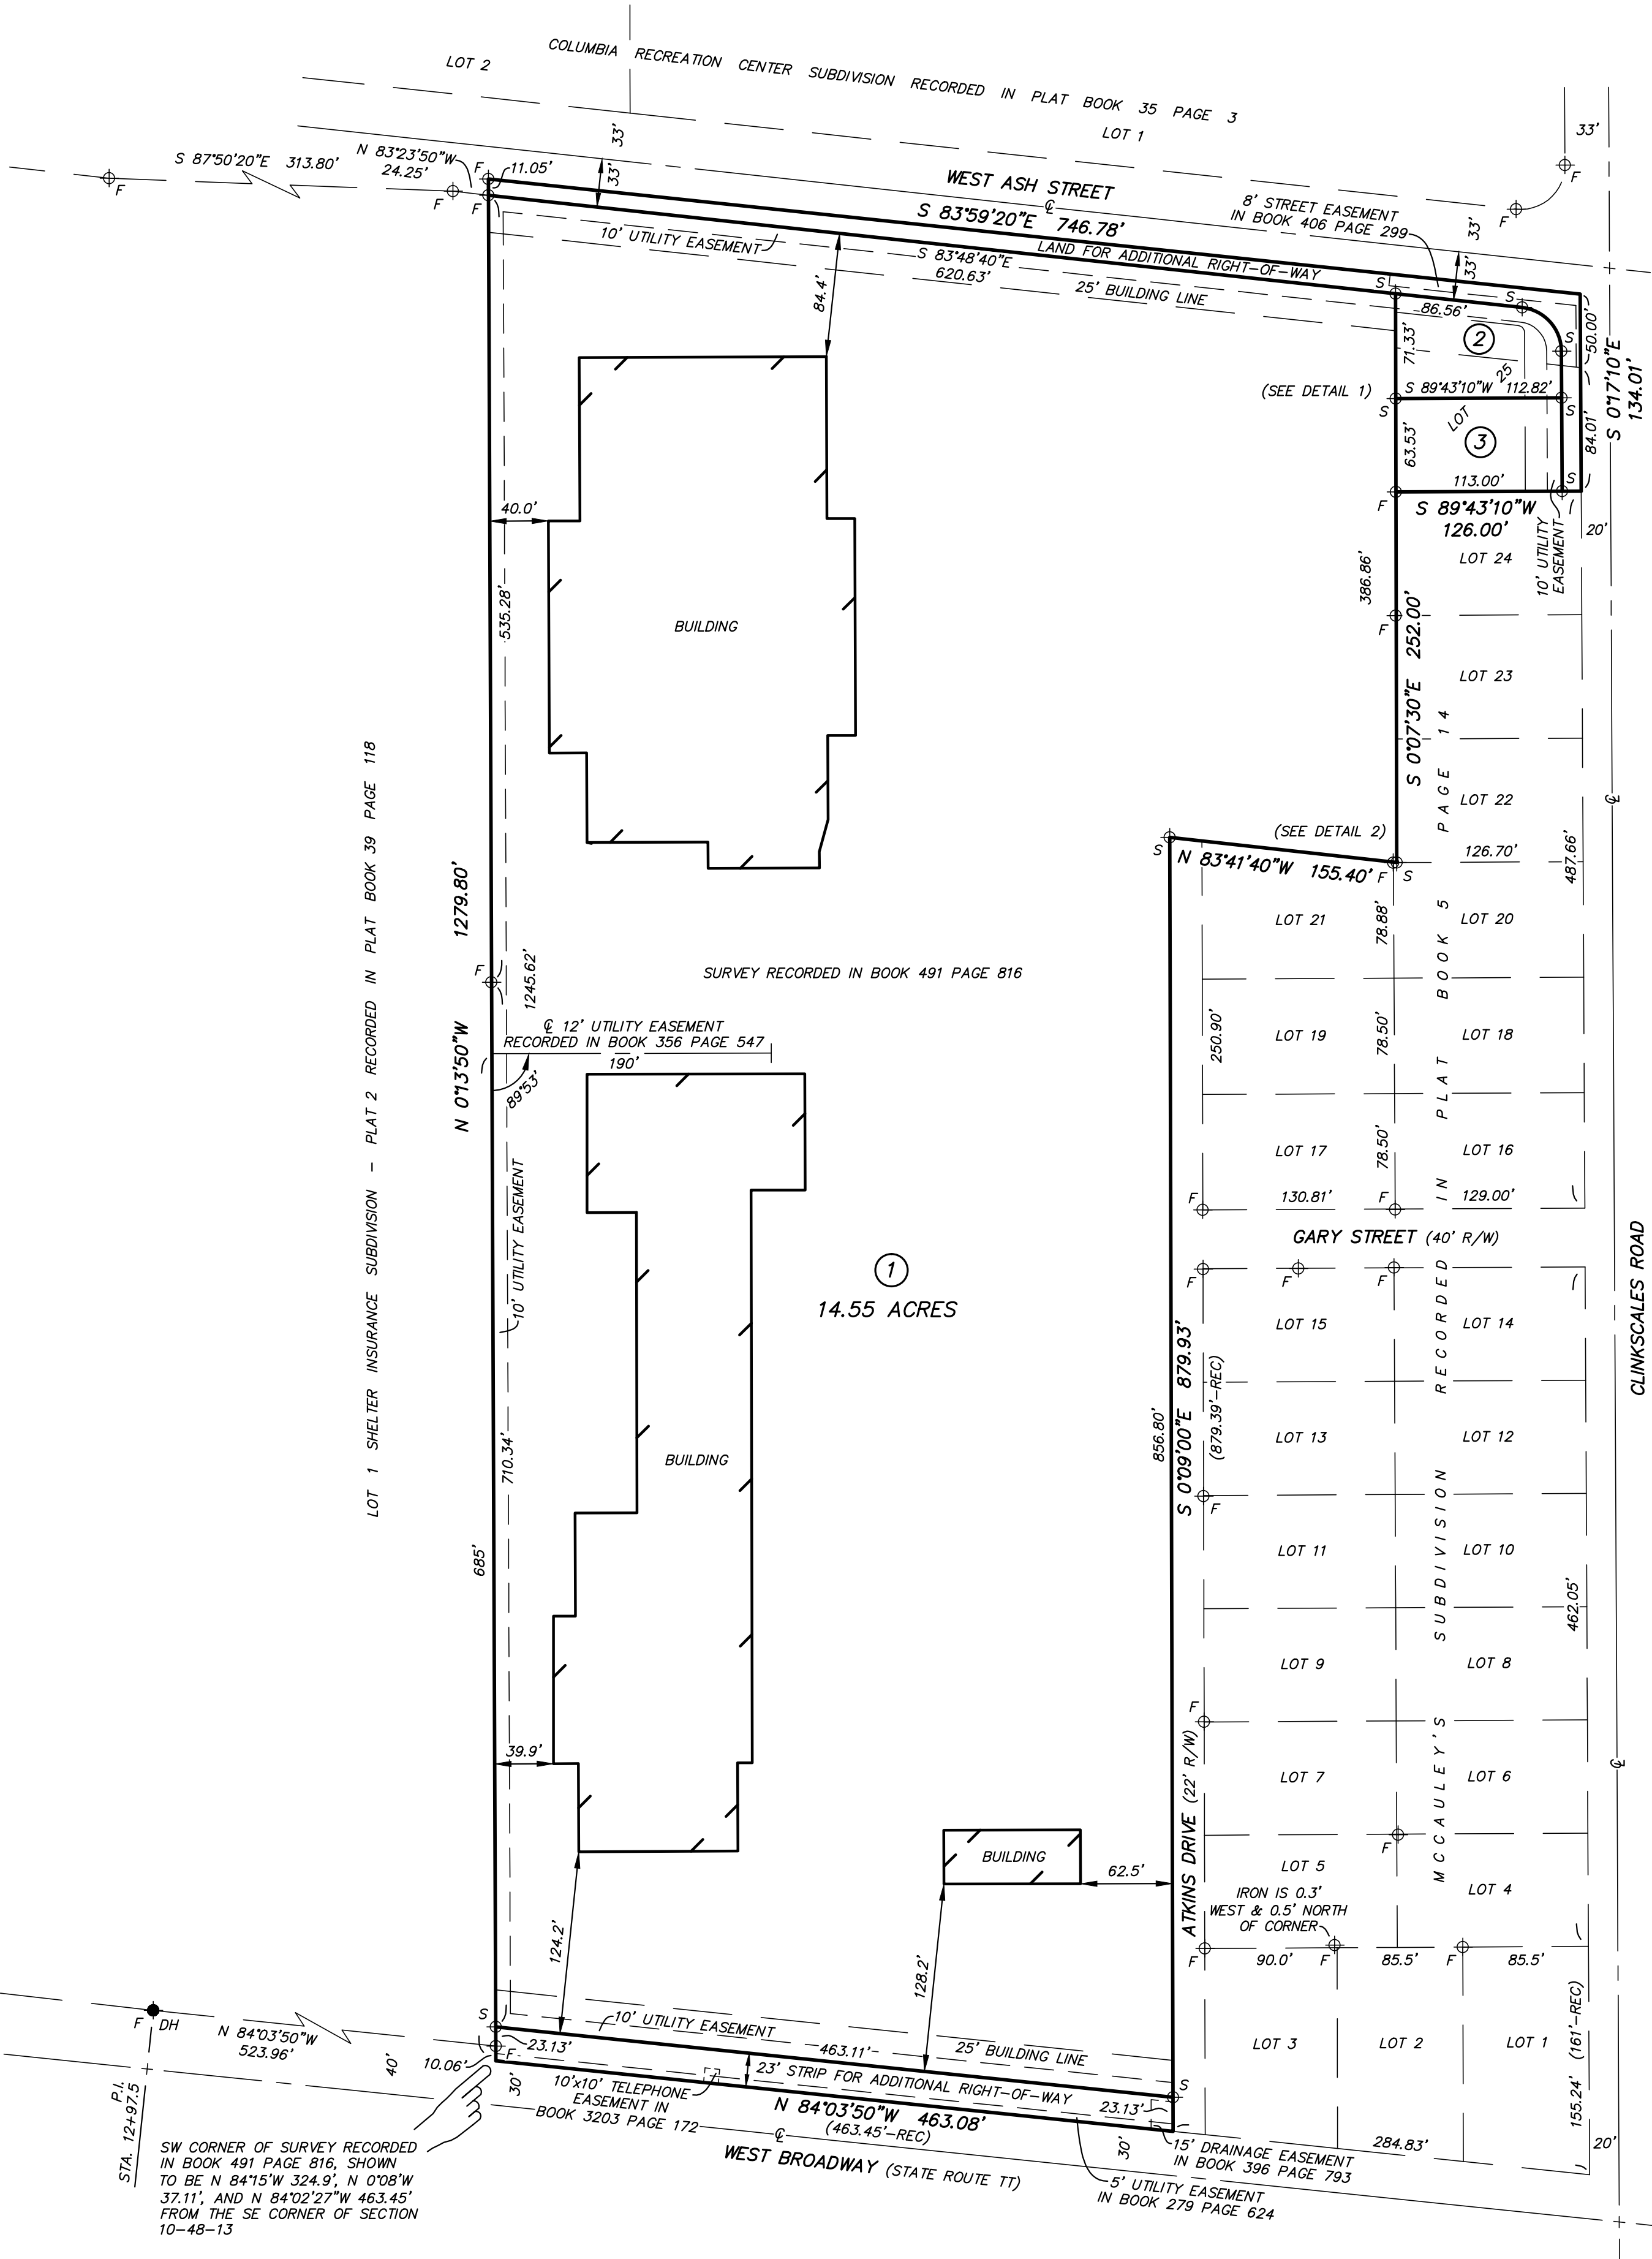 COLUMBIA RECREATION CENTER SUBDIVISION RECORDED IN PLAT BOOK 35 PAGE 3
LOT 2
LOT 1
33'
33'
33'
S 87°50'20"E 313.80'
N 83°23'50"W
24.25'
F
F
F
F
11.05'
WEST ASH STREET
℄
S 83°59'20"E 746.78'
8' STREET EASEMENT
IN BOOK 406 PAGE 299
33'
33'
F
F
LAND FOR ADDITIONAL RIGHT-OF-WAY
10' UTILITY EASEMENT
S 83°48'40"E
620.63'
25' BUILDING LINE
84.4'
S
S
86.56'
S
50.00'
S 0°17'10"E
134.01'
71.33'
2
25
(SEE DETAIL 1)
S 89°43'10"W 112.82'
S
S
LOT
3
63.53'
84.01'
113.00'
S
F
S 89°43'10"W
126.00'
20'
10' UTILITY
EASEMENT
40.0'
535.28'
BUILDING
386.86'
F
S 0°07'30"E 252.00'
LOT 24
LOT 23
LOT 22
(SEE DETAIL 2)
126.70'
487.66'
S
N 83°41'40"W 155.40'
F
S
℄
LOT 1 SHELTER INSURANCE SUBDIVISION - PLAT 2 RECORDED IN PLAT BOOK 39 PAGE 118
N 0°13'50"W 1279.80'
F
1245.62'
SURVEY RECORDED IN BOOK 491 PAGE 816
℄ 12' UTILITY EASEMENT
RECORDED IN BOOK 356 PAGE 547
190'
89°53'
LOT 21
78.88'
LOT 20
LOT 19
78.50'
LOT 18
250.90'
LOT 17
78.50'
LOT 16
F
130.81'
F
129.00'
GARY STREET (40' R/W)
F
F
F
MCCAULEY'S SUBDIVISION RECORDED IN PLAT BOOK 5 PAGE 14
CLINKSCALES ROAD
10' UTILITY EASEMENT
1
14.55 ACRES
LOT 15
LOT 14
S 0°09'00"E 879.93'
(879.39'-REC)
856.80'
LOT 13
LOT 12
F
BUILDING
710.34'
685'
LOT 11
LOT 10
462.05'
LOT 9
LOT 8
F
39.9'
℄
ATKINS DRIVE (22' R/W)
LOT 7
LOT 6
F
BUILDING
62.5'
LOT 5
LOT 4
IRON IS 0.3'
WEST & 0.5' NORTH
OF CORNER
F
90.0'
F
85.5'
F
85.5'
124.2'
128.2'
F
DH
N 84°03'50"W
523.96'
40'
S
F
10.06'
30'
23.13'
10' UTILITY EASEMENT
463.11'
25' BUILDING LINE
23' STRIP FOR ADDITIONAL RIGHT-OF-WAY
S
23.13'
10'x10' TELEPHONE
EASEMENT IN
BOOK 3203 PAGE 172
N 84°03'50"W 463.08'
(463.45'-REC)
℄
WEST BROADWAY (STATE ROUTE TT)
30'
15' DRAINAGE EASEMENT
IN BOOK 396 PAGE 793
5' UTILITY EASEMENT
IN BOOK 279 PAGE 624
LOT 3
LOT 2
LOT 1
155.24' (161'-REC)
284.83'
20'
P.I.
STA. 12+97.5
SW CORNER OF SURVEY RECORDED
IN BOOK 491 PAGE 816, SHOWN
TO BE N 84°15'W 324.9', N 0°08'W
37.11', AND N 84°02'27"W 463.45'
FROM THE SE CORNER OF SECTION
10-48-13